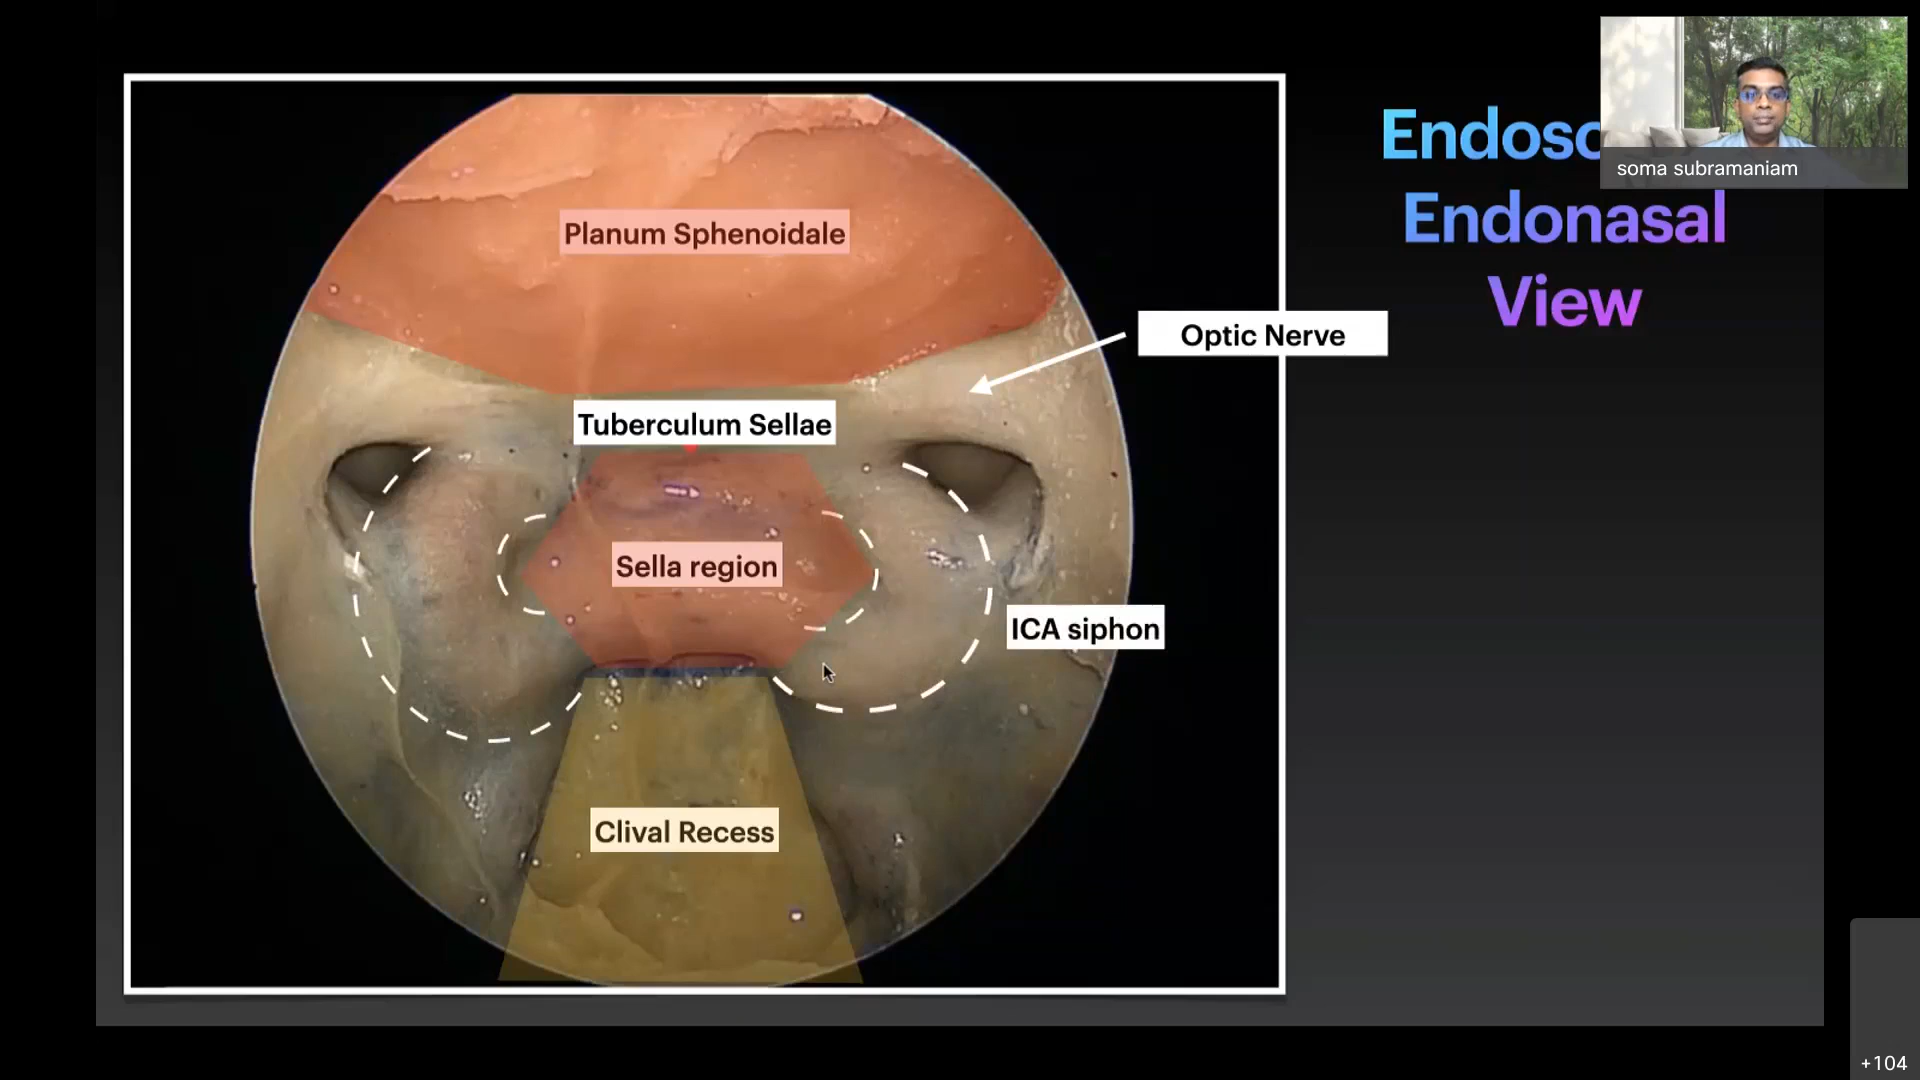 Endosc
Endonasal
View
soma subramaniam
Planum Sphenoidale
Optic Nerve
Tuberculum Sellae
Sella region
ICA siphon
Clival Recess
+104